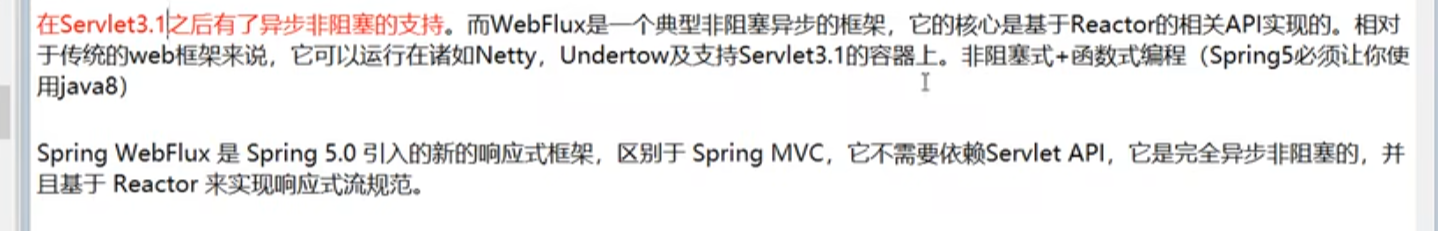 在Servlet3.1之后有了异步非阻塞的支持。而WebFlux是一个典型非阻塞异步的框架，它的核心是基于Reactor的相关API实现的。相对
于传统的web框架来说，它可以运行在诸如Netty，Undertow及支持Servlet3.1的容器上。非阻塞式+函数式编程（Spring5必须让你使
用java8）
Spring WebFlux 是 Spring 5.0 引入的新的响应式框架，区别于 Spring MVC，它不需要依赖Servlet API，它是完全异步非阻塞的，并
且基于 Reactor 来实现响应式流规范。